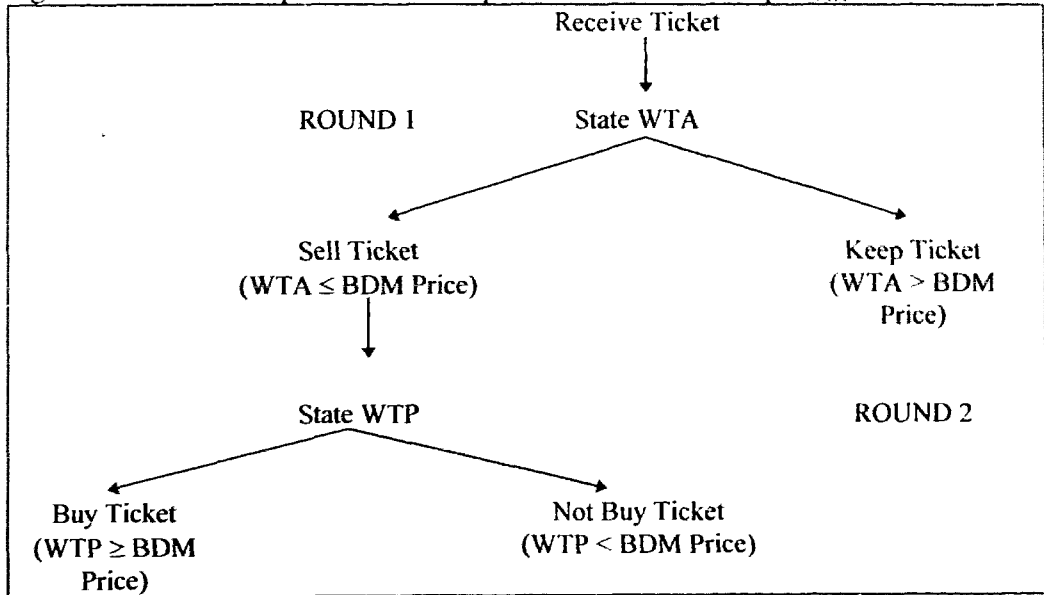 Receive Ticket
ROUND 1
State WTA
Sell Ticket
(WTA ≤ BDM Price)
Keep Ticket
(WTA > BDM
Price)
State WTP
ROUND 2
Buy Ticket
(WTP ≥ BDM
Price)
Not Buy Ticket
(WTP < BDM Price)